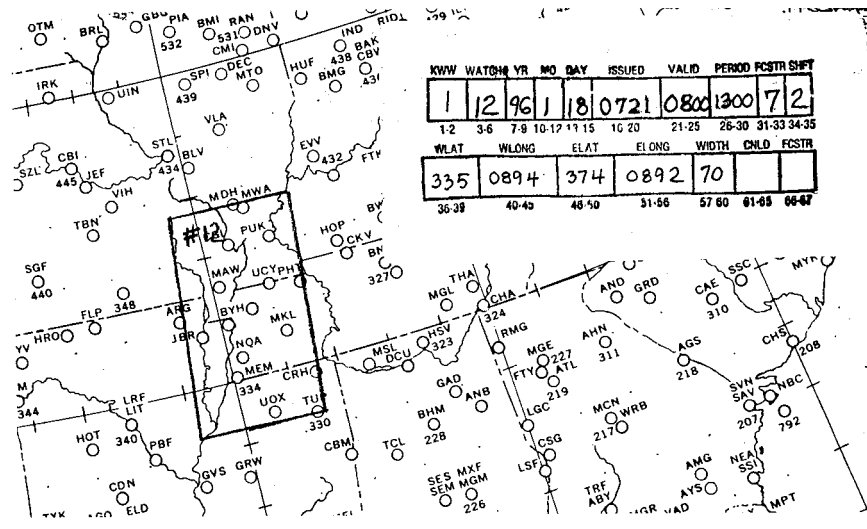 OTM
BRL
GBG
PIA
532
BMI
RAN
531
DNV
CMI
IND
438
BAK
CBV
IRK
UIN
SPI
439
DEC
MTO
HUF
BMG
VLA
STL
434
BLV
EVV
432
SZL
CBI
445
JEF
VIH
TBN
MDH
MWA
#12
PUK
HOP
CKV
327
SGF
440
348
MAW
UCY
PHT
FLP
HRO
ARG
BYH
JBR
MKL
NQA
MEM
334
CRH
MSL
DCU
HSV
323
MGL
THA
CHA
324
344
LRF
LIT
340
UOX
TUP
330
HOT
PBF
CBM
TCL
BHM
228
GAD
ANB
CDN
ELD
GVS
GRW
SES
SEM
MXF
MGM
226
RMG
MGE
227
FTY
ATL
219
LGC
CSG
LSF
AHN
311
AND
GRD
CAE
310
SSC
MYR
CHS
208
AGS
218
MCN
217
WRB
SVN
SAV
207
NBC
792
AMG
AYS
NEA
SSI
TRF
ABY
MGR
VAD
MPT
KWW WATCH# YR MO DAY ISSUED VALID PERIOD FCSTR SHFT
1 12 96 1 18 0721 0800 1300 7 2
1-2 3-6 7-9 10-12 13-15 16-20 21-25 26-30 31-33 34-35
WLAT WLONG ELAT ELONG WIDTH CNLD FCSTR
335 0894 374 0892 70
36-39 40-45 46-50 51-56 57-60 61-65 66-67